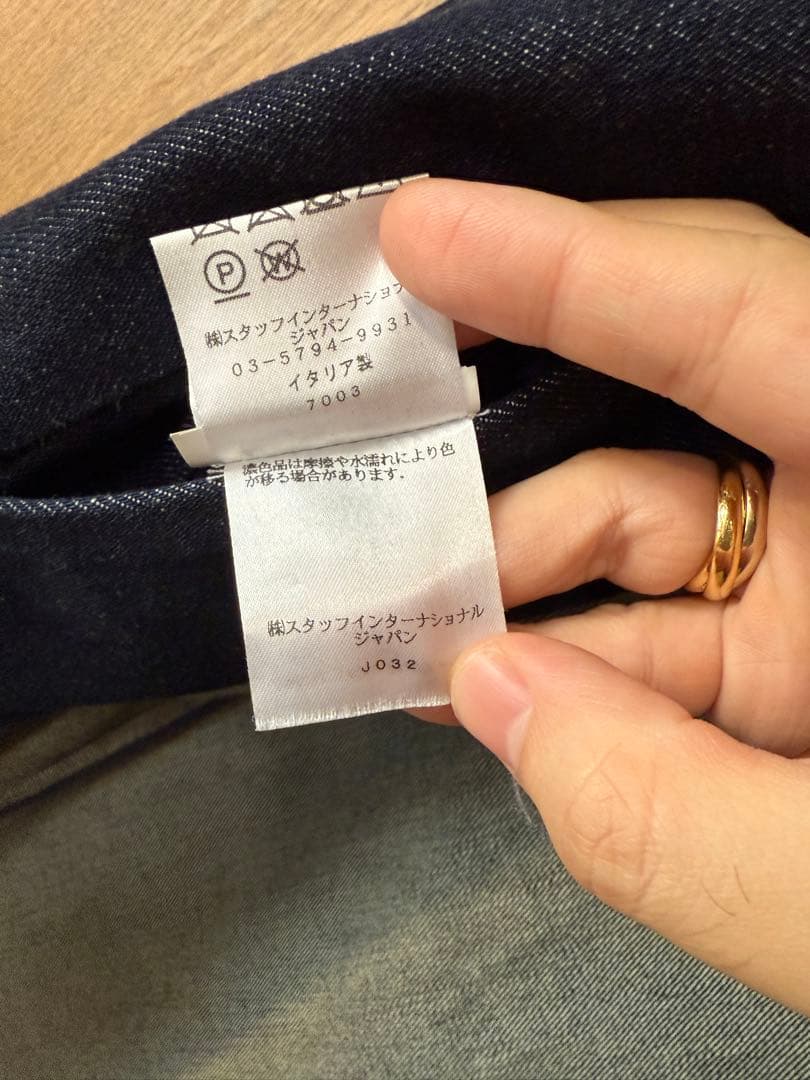 P
W
㈱スタッフインターナショナ
ジャパン
03-5794-9931
イタリア製
7003
濃色品は摩擦や水濡れにより色
が移る場合があります。
㈱スタッフインターナショナル
ジャパン
J032